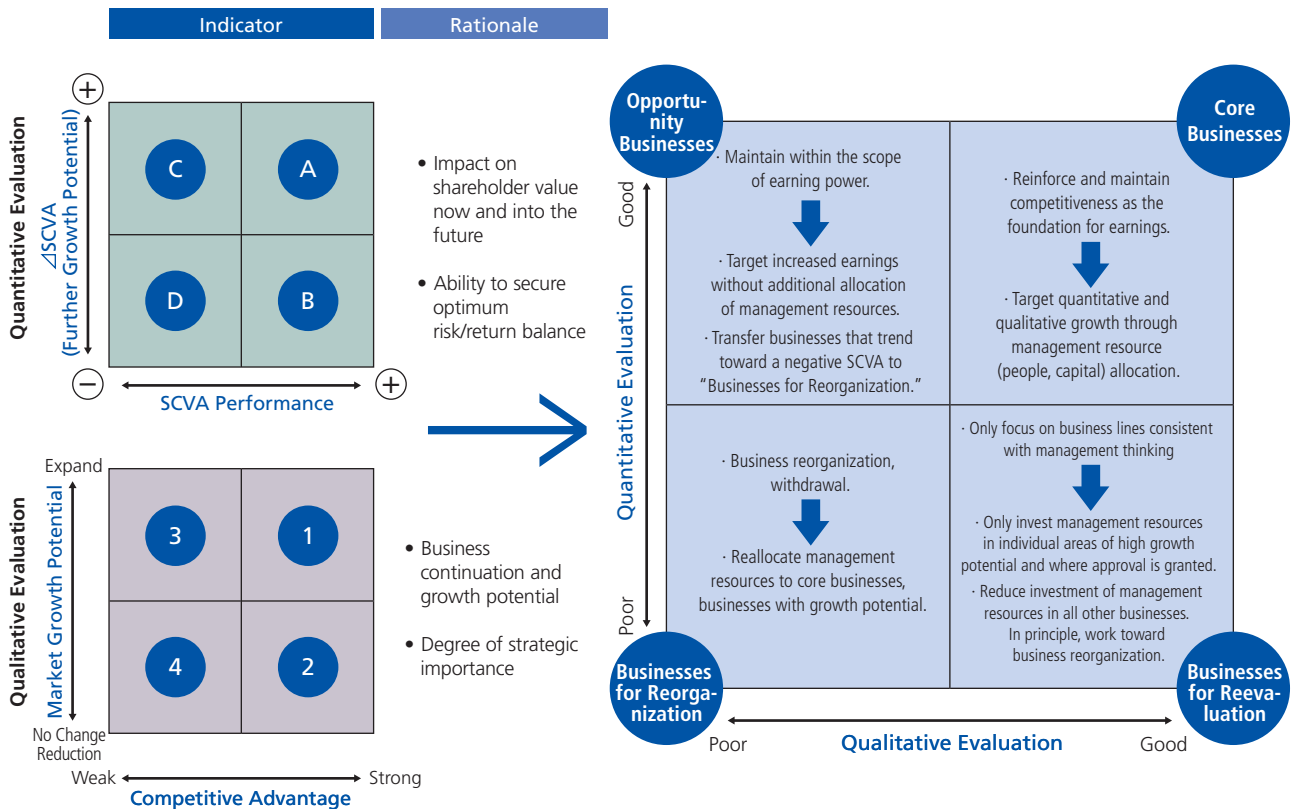 Indicator
Rationale
Quantitative Evaluation
⊿SCVA
(Further Growth Potential)
+
C
A
D
B
−
+
SCVA Performance
• Impact on
shareholder value
now and into the
future
• Ability to secure
optimum
risk/return balance
Qualitative Evaluation
Market Growth Potential
Expand
3
1
4
2
No Change
Reduction
Weak
Strong
Competitive Advantage
• Business
continuation and
growth potential
• Degree of strategic
importance
Opportu-
nity
Businesses
Core
Businesses
Quantitative Evaluation
Good
Poor
· Maintain within the scope
of earning power.
· Target increased earnings
without additional allocation
of management resources.
· Transfer businesses that trend
toward a negative SCVA to
“Businesses for Reorganization.”
· Reinforce and maintain
competitiveness as the
foundation for earnings.
· Target quantitative and
qualitative growth through
management resource
(people, capital) allocation.
· Business reorganization,
withdrawal.
· Reallocate management
resources to core businesses,
businesses with growth potential.
· Only focus on business lines consistent
with management thinking
· Only invest management resources
in individual areas of high growth
potential and where approval is granted.
· Reduce investment of management
resources in all other businesses.
In principle, work toward
business reorganization.
Businesses
for Reorga-
nization
Businesses
for Reeva-
luation
Poor
Qualitative Evaluation
Good